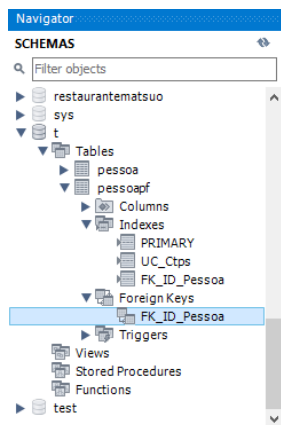 Navigator
SCHEMAS
Filter objects
restaurantematsuo
sys
t
Tables
pessoa
pessoapf
Columns
Indexes
PRIMARY
UC_Ctps
FK_ID_Pessoa
Foreign Keys
FK_ID_Pessoa
Triggers
Views
Stored Procedures
Functions
test